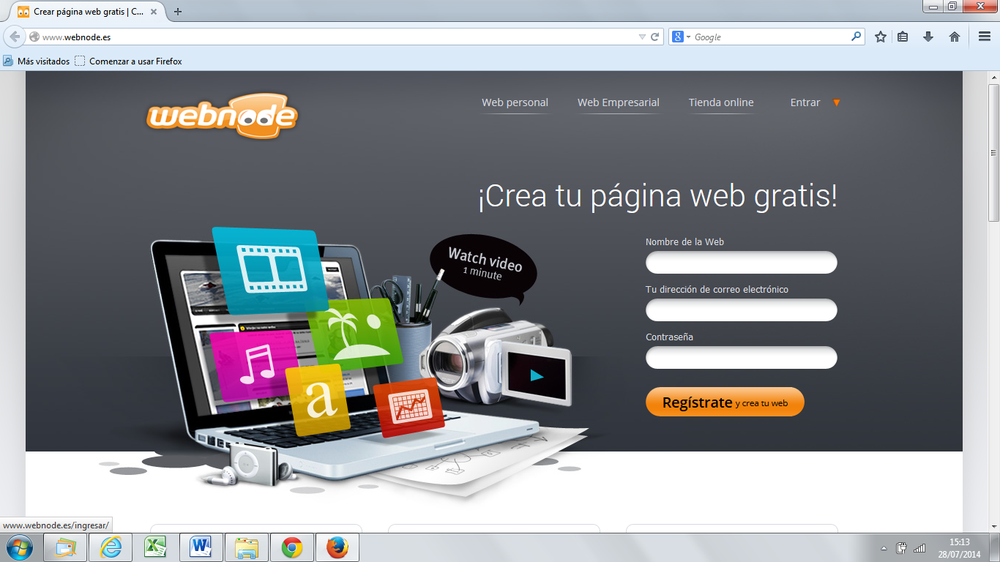 Crear página web gratis | C...
www.webnode.es
Google
Más visitados
Comenzar a usar Firefox
webnode
Web personal
Web Empresarial
Tienda online
Entrar
¡Crea tu página web gratis!
Nombre de la Web
Watch video
1 minute
Tu dirección de correo electrónico
Contraseña
a
Regístrate y crea tu web
www.webnode.es/ingresar/
15:13
28/07/2014